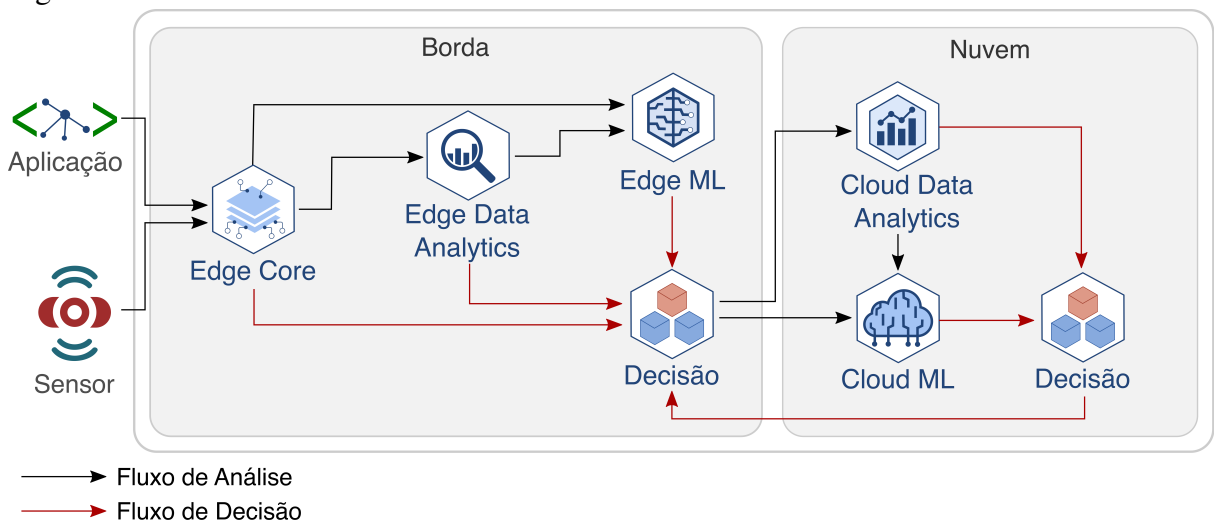 Borda
Nuvem
Aplicação
Edge ML
Cloud Data
Analytics
Edge Data
Analytics
Edge Core
Sensor
Decisão
Cloud ML
Decisão
Fluxo de Análise
Fluxo de Decisão